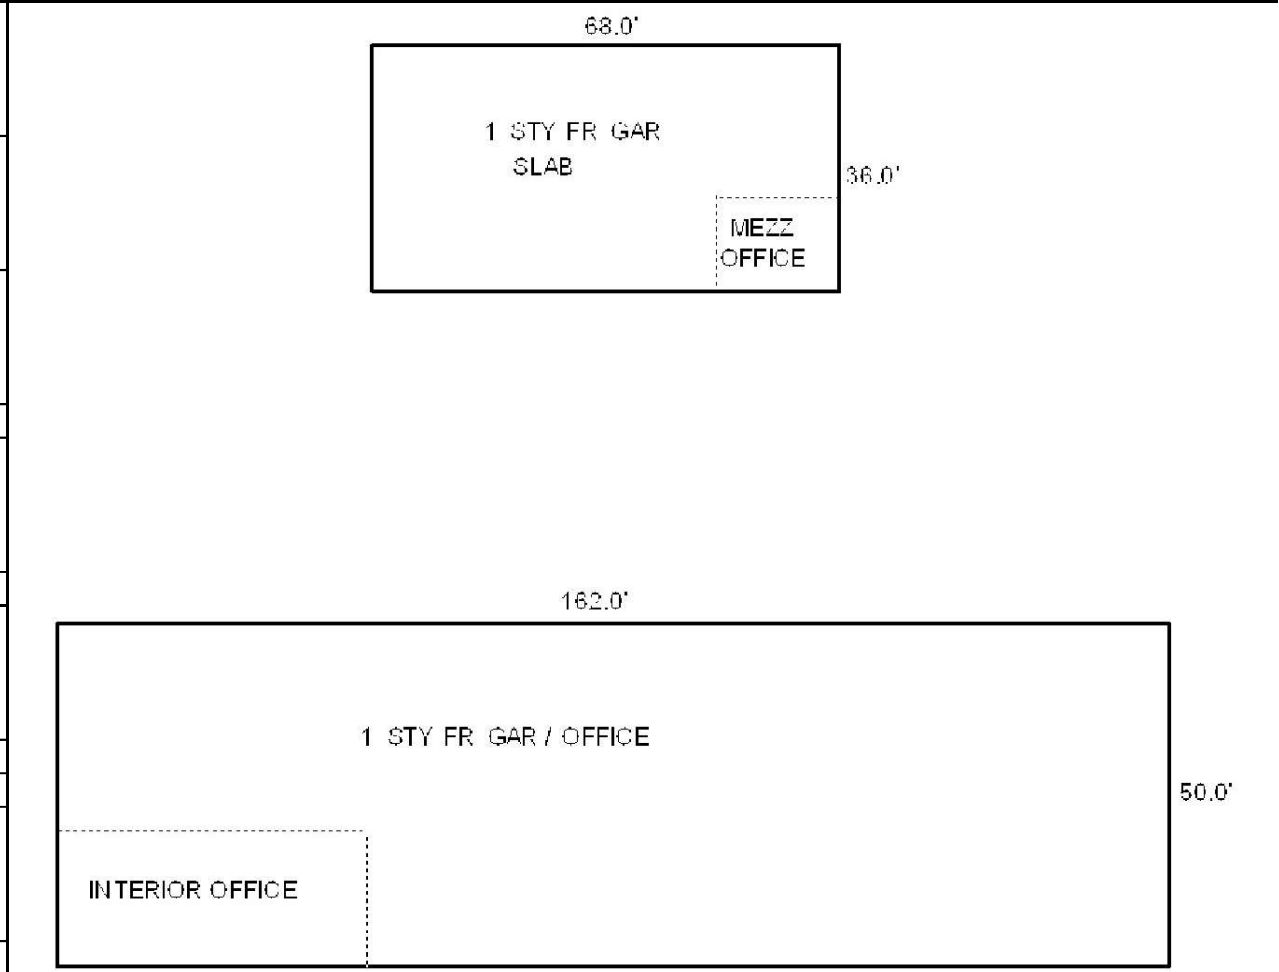 68.0'
1 STY FR GAR
SLAB
36.0'
MEZZ
OFFICE
162.0'
1 STY FR GAR / OFFICE
50.0'
INTERIOR OFFICE